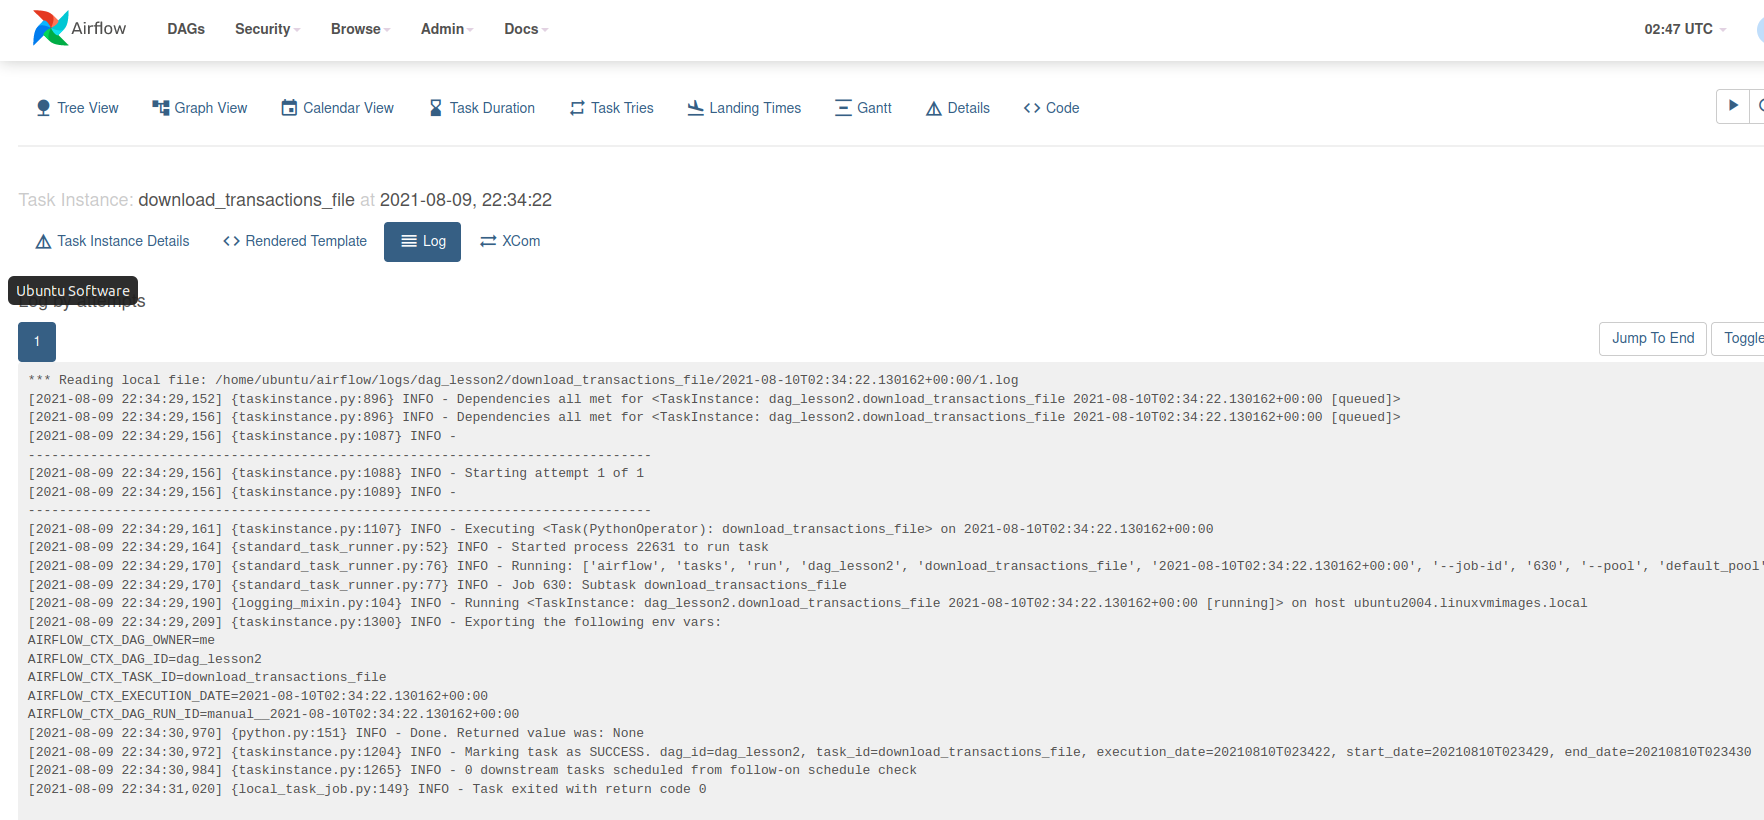 Airflow DAGs Security Browse Admin Docs 02:47 UTC
Tree View Graph View Calendar View Task Duration Task Tries Landing Times Gantt Details <> Code
Task Instance: download_transactions_file at 2021-08-09, 22:34:22
Task Instance Details <> Rendered Template Log XCom
Ubuntu Software
Log by attempts
1 Jump To End Toggle
*** Reading local file: /home/ubuntu/airflow/logs/dag_lesson2/download_transactions_file/2021-08-10T02:34:22.130162+00:00/1.log
[2021-08-09 22:34:29,152] {taskinstance.py:896} INFO - Dependencies all met for <TaskInstance: dag_lesson2.download_transactions_file 2021-08-10T02:34:22.130162+00:00 [queued]>
[2021-08-09 22:34:29,156] {taskinstance.py:896} INFO - Dependencies all met for <TaskInstance: dag_lesson2.download_transactions_file 2021-08-10T02:34:22.130162+00:00 [queued]>
[2021-08-09 22:34:29,156] {taskinstance.py:1087} INFO -
--------------------------------------------------------------------------------
[2021-08-09 22:34:29,156] {taskinstance.py:1088} INFO - Starting attempt 1 of 1
[2021-08-09 22:34:29,156] {taskinstance.py:1089} INFO -
--------------------------------------------------------------------------------
[2021-08-09 22:34:29,161] {taskinstance.py:1107} INFO - Executing <Task(PythonOperator): download_transactions_file> on 2021-08-10T02:34:22.130162+00:00
[2021-08-09 22:34:29,164] {standard_task_runner.py:52} INFO - Started process 22631 to run task
[2021-08-09 22:34:29,170] {standard_task_runner.py:76} INFO - Running: ['airflow', 'tasks', 'run', 'dag_lesson2', 'download_transactions_file', '2021-08-10T02:34:22.130162+00:00', '--job-id', '630', '--pool', 'default_pool'
[2021-08-09 22:34:29,170] {standard_task_runner.py:77} INFO - Job 630: Subtask download_transactions_file
[2021-08-09 22:34:29,190] {logging_mixin.py:104} INFO - Running <TaskInstance: dag_lesson2.download_transactions_file 2021-08-10T02:34:22.130162+00:00 [running]> on host ubuntu2004.linuxvmimages.local
[2021-08-09 22:34:29,209] {taskinstance.py:1300} INFO - Exporting the following env vars:
AIRFLOW_CTX_DAG_OWNER=me
AIRFLOW_CTX_DAG_ID=dag_lesson2
AIRFLOW_CTX_TASK_ID=download_transactions_file
AIRFLOW_CTX_EXECUTION_DATE=2021-08-10T02:34:22.130162+00:00
AIRFLOW_CTX_DAG_RUN_ID=manual__2021-08-10T02:34:22.130162+00:00
[2021-08-09 22:34:30,970] {python.py:151} INFO - Done. Returned value was: None
[2021-08-09 22:34:30,972] {taskinstance.py:1204} INFO - Marking task as SUCCESS. dag_id=dag_lesson2, task_id=download_transactions_file, execution_date=20210810T023422, start_date=20210810T023429, end_date=20210810T023430
[2021-08-09 22:34:30,984] {taskinstance.py:1265} INFO - 0 downstream tasks scheduled from follow-on schedule check
[2021-08-09 22:34:31,020] {local_task_job.py:149} INFO - Task exited with return code 0